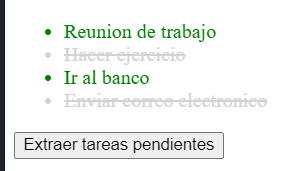 Reunion de trabajo
Hacer ejercicio
Ir al banco
Enviar correo electronico
Extraer tareas pendientes